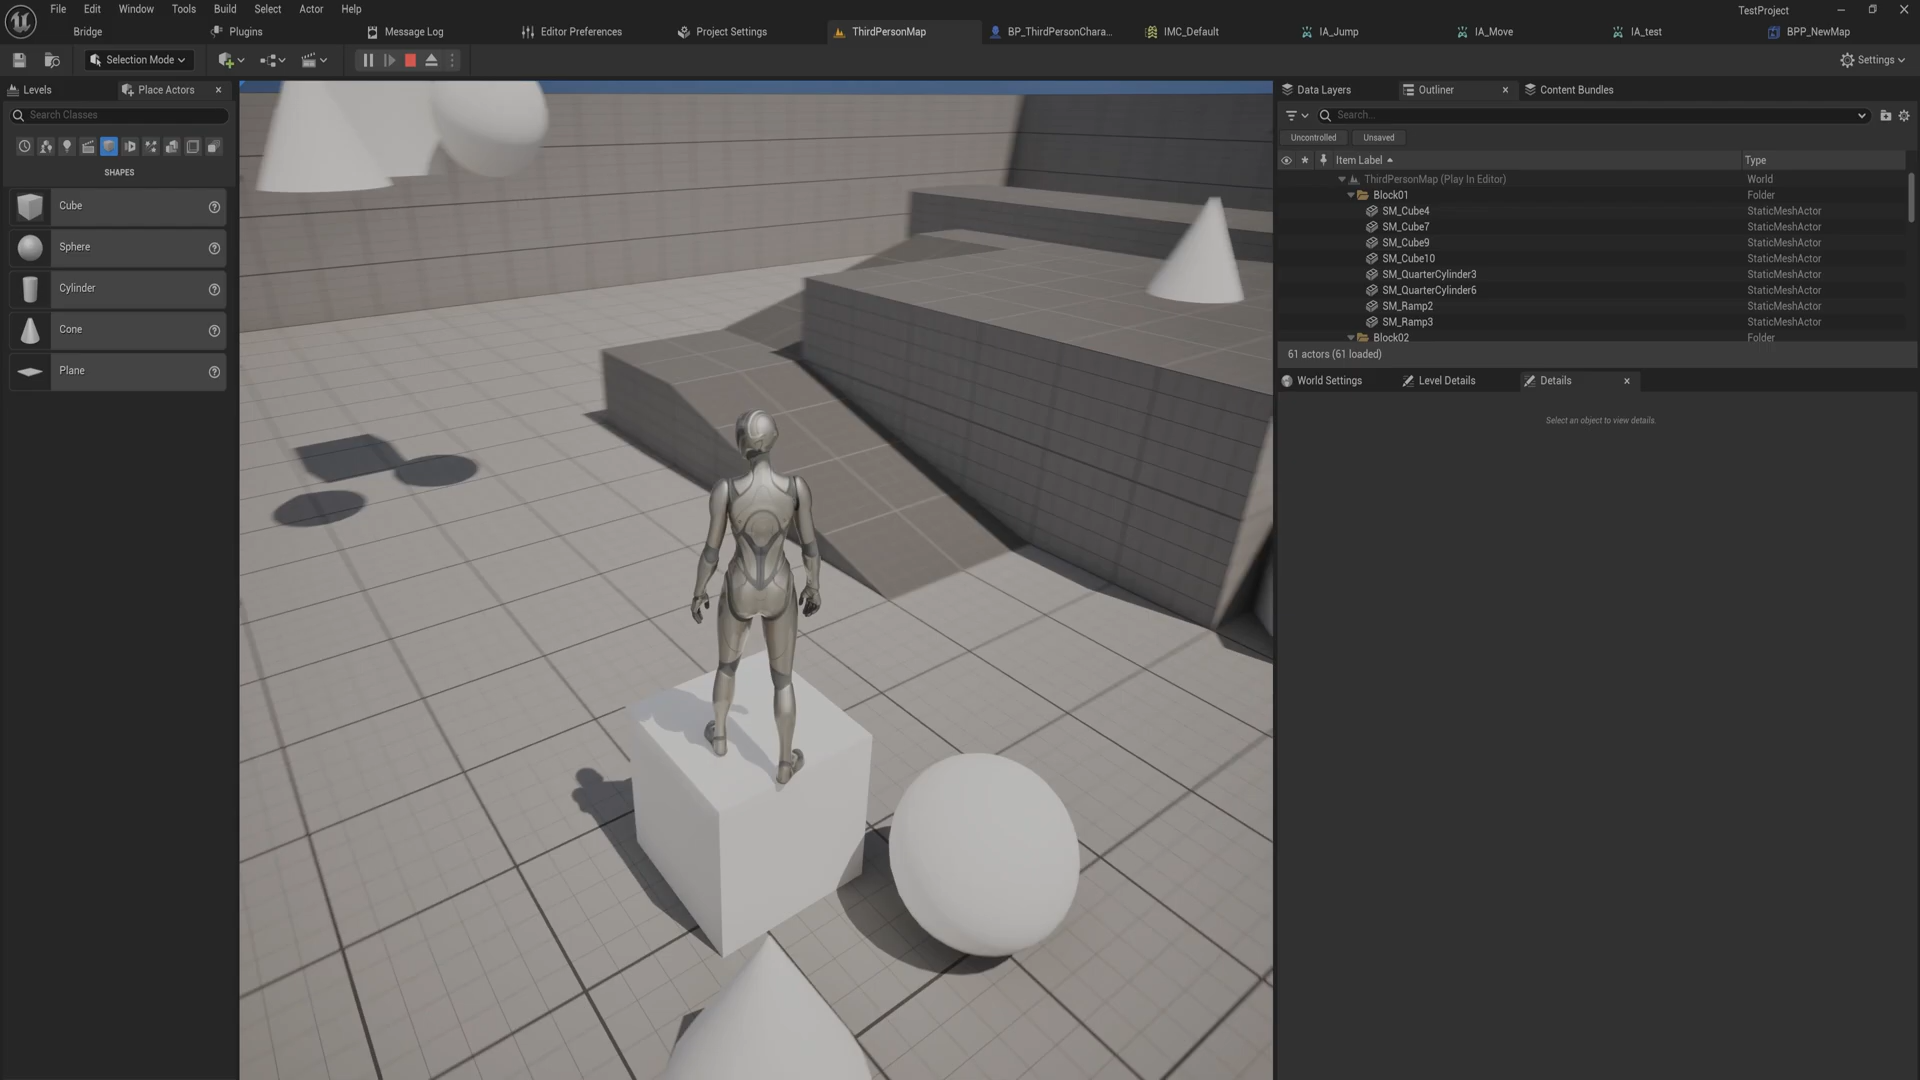 File Edit Window Tools Build Select Actor Help
TestProject
Bridge Plugins Message Log Editor Preferences Project Settings ThirdPersonMap BP_ThirdPersonChara... IMC_Default IA_Jump IA_Move IA_test BPP_NewMap
Selection Mode
Settings
Levels Place Actors
Search Classes
SHAPES
Cube
Sphere
Cylinder
Cone
Plane
Data Layers Outliner Content Bundles
Search...
Uncontrolled Unsaved
Item Label Type
ThirdPersonMap (Play In Editor) World
Block01 Folder
SM_Cube4 StaticMeshActor
SM_Cube7 StaticMeshActor
SM_Cube9 StaticMeshActor
SM_Cube10 StaticMeshActor
SM_QuarterCylinder3 StaticMeshActor
SM_QuarterCylinder6 StaticMeshActor
SM_Ramp2 StaticMeshActor
SM_Ramp3 StaticMeshActor
Block02 Folder
61 actors (61 loaded)
World Settings Level Details Details
Select an object to view details.